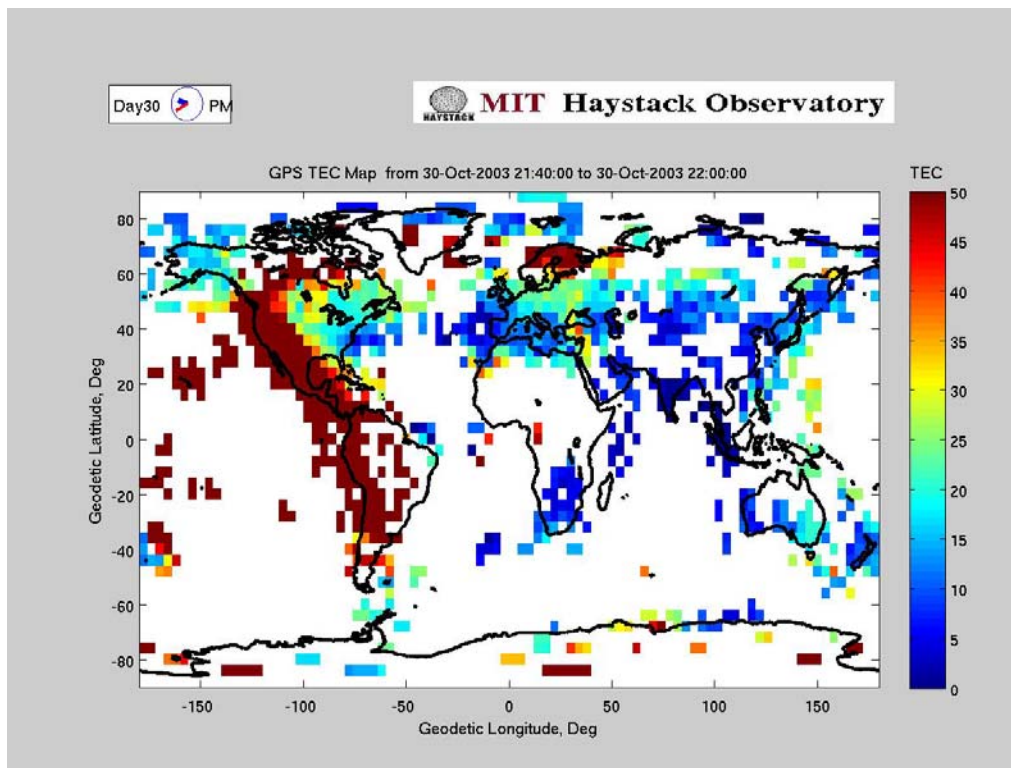 Day30 PM
HAYSTACK
MIT Haystack Observatory
GPS TEC Map from 30-Oct-2003 21:40:00 to 30-Oct-2003 22:00:00
TEC
80
60
40
20
0
-20
-40
-60
-80
Geodetic Latitude, Deg
-150 -100 -50 0 50 100 150
Geodetic Longitude, Deg
50
45
40
35
30
25
20
15
10
5
0